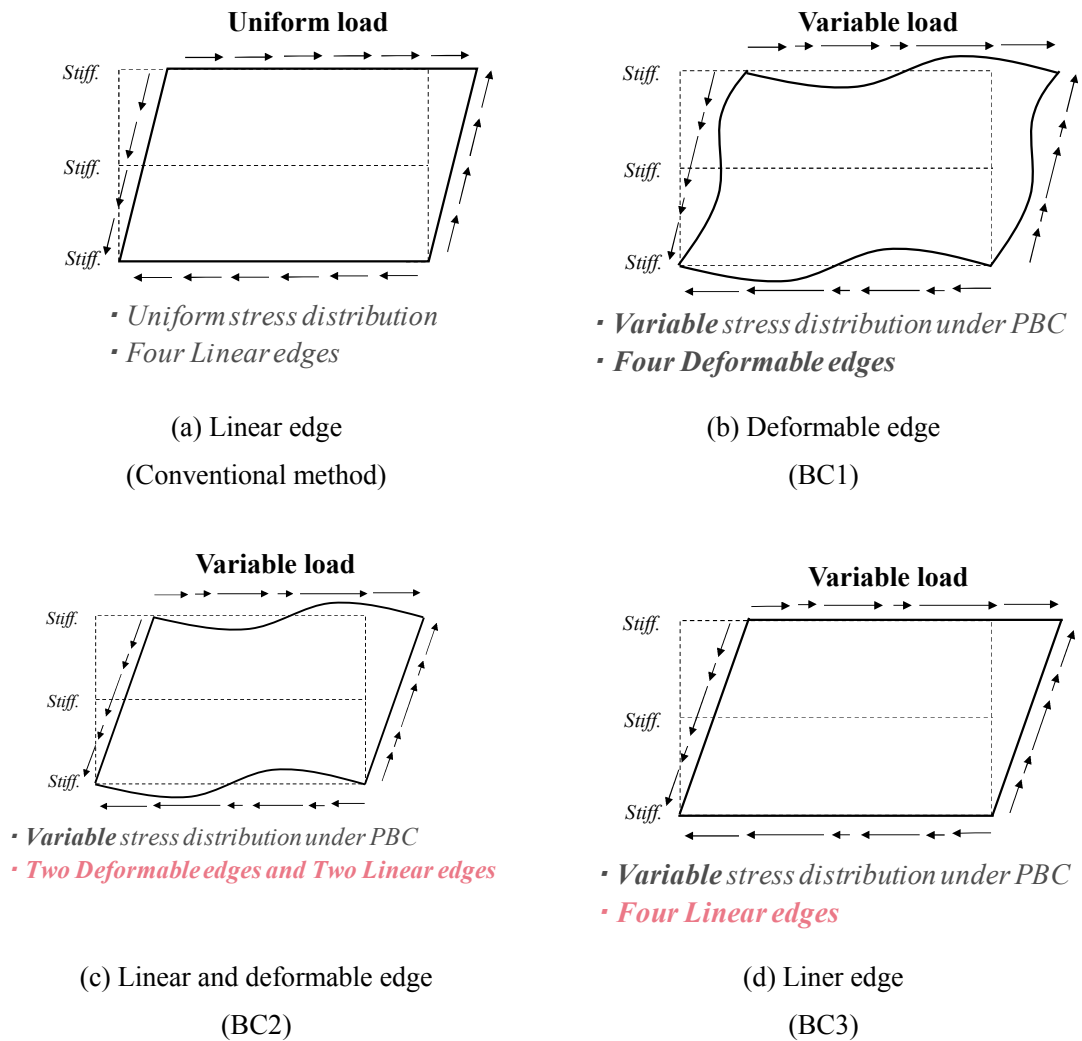 Uniform load
Stiff.
Stiff.
Stiff.
・Uniform stress distribution
・Four Linear edges
(a) Linear edge
(Conventional method)
Variable load
Stiff.
Stiff.
Stiff.
・Variable stress distribution under PBC
・Four Deformable edges
(b) Deformable edge
(BC1)
Variable load
Stiff.
Stiff.
Stiff.
・Variable stress distribution under PBC
・Two Deformable edges and Two Linear edges
(c) Linear and deformable edge
(BC2)
Variable load
Stiff.
Stiff.
Stiff.
・Variable stress distribution under PBC
・Four Linear edges
(d) Liner edge
(BC3)